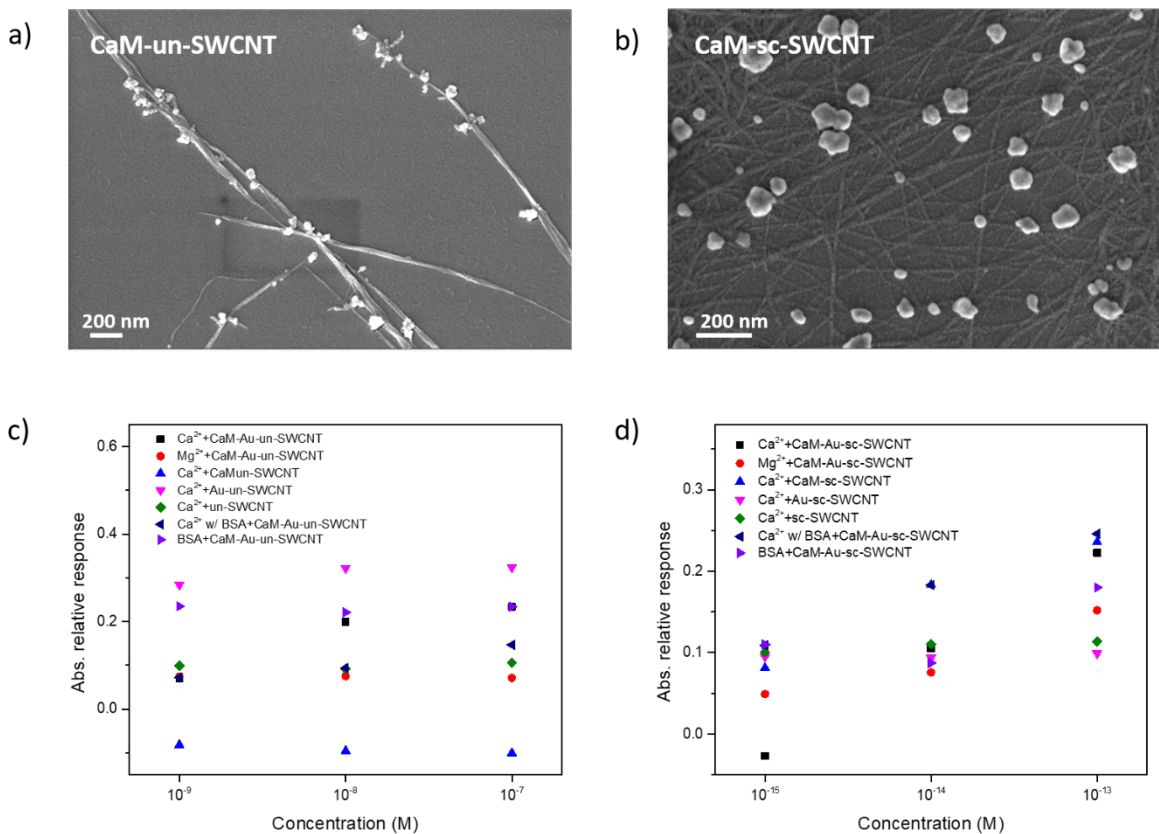 a)
CaM-un-SWCNT
200 nm
b)
CaM-sc-SWCNT
200 nm
c)
Abs. relative response
0.6
0.4
0.2
0.0
Ca²⁺+CaM-Au-un-SWCNT
Mg²⁺+CaM-Au-un-SWCNT
Ca²⁺+CaMun-SWCNT
Ca²⁺+Au-un-SWCNT
Ca²⁺+un-SWCNT
Ca²⁺ w/ BSA+CaM-Au-un-SWCNT
BSA+CaM-Au-un-SWCNT
10⁻⁹
10⁻⁸
10⁻⁷
Concentration (M)
d)
Abs. relative response
0.3
0.2
0.1
0.0
Ca²⁺+CaM-Au-sc-SWCNT
Mg²⁺+CaM-Au-sc-SWCNT
Ca²⁺+CaM-sc-SWCNT
Ca²⁺+Au-sc-SWCNT
Ca²⁺+sc-SWCNT
Ca²⁺ w/ BSA+CaM-Au-sc-SWCNT
BSA+CaM-Au-sc-SWCNT
10⁻¹⁵
10⁻¹⁴
10⁻¹³
Concentration (M)